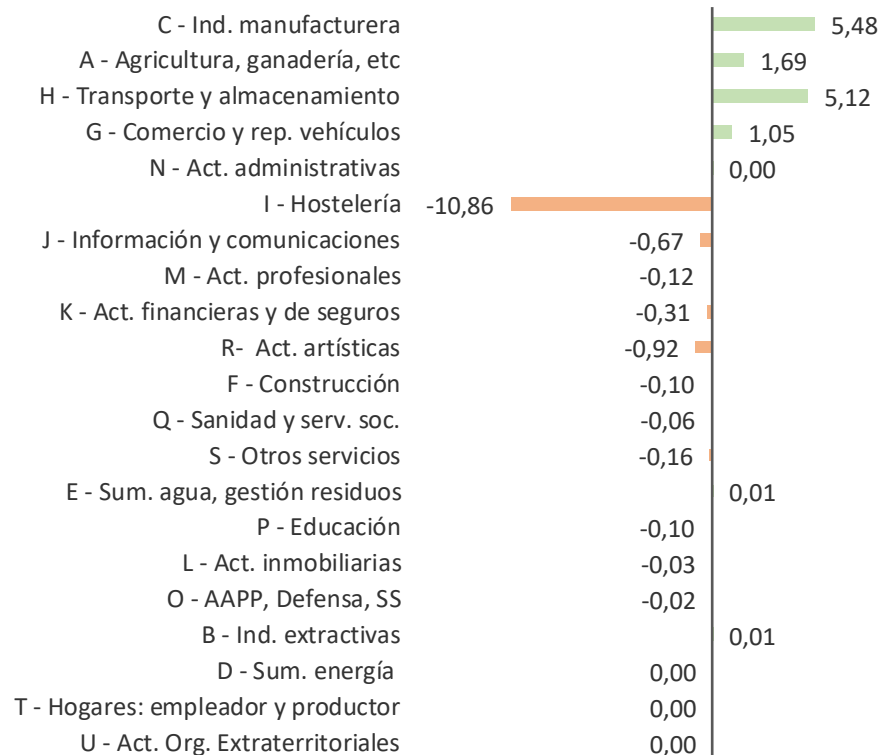 C - Ind. manufacturera 5,48
A - Agricultura, ganadería, etc 1,69
H - Transporte y almacenamiento 5,12
G - Comercio y rep. vehículos 1,05
N - Act. administrativas 0,00
I - Hostelería -10,86
J - Información y comunicaciones -0,67
M - Act. profesionales -0,12
K - Act. financieras y de seguros -0,31
R- Act. artísticas -0,92
F - Construcción -0,10
Q - Sanidad y serv. soc. -0,06
S - Otros servicios -0,16
E - Sum. agua, gestión residuos 0,01
P - Educación -0,10
L - Act. inmobiliarias -0,03
O - AAPP, Defensa, SS -0,02
B - Ind. extractivas 0,01
D - Sum. energía 0,00
T - Hogares: empleador y productor 0,00
U - Act. Org. Extraterritoriales 0,00